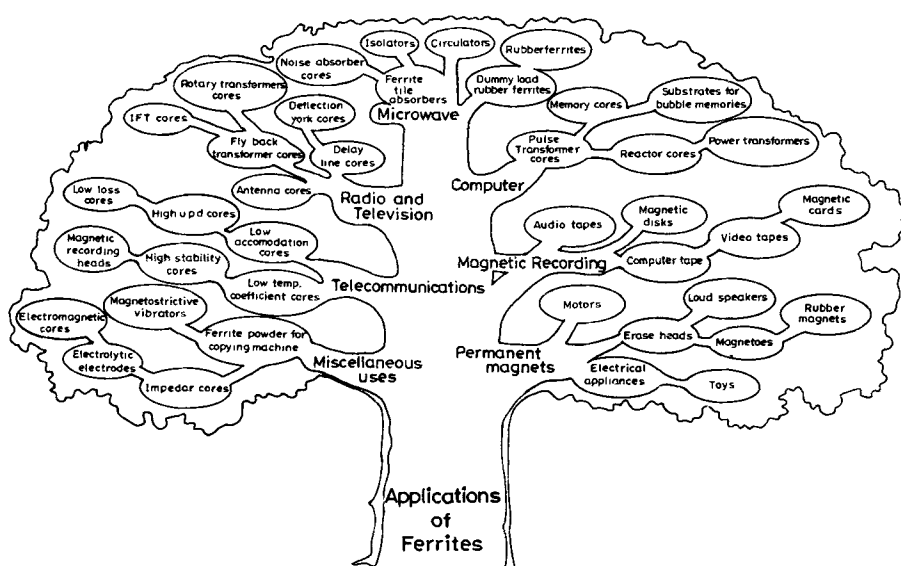 Isolators
Circulators
Rubberferrites
Noise absorber
cores
Ferrite
tile
absorbers
Dummy load
rubber ferrites
Microwave
Rotary transformers
cores
Deflection
york cores
IFT cores
Fly back
transformer cores
Delay
line cores
Antenna cores
Radio and
Television
Memory cores
Substrates for
bubble memories
Pulse
Transformer
cores
Reactor cores
Power transformers
Computer
Low loss
cores
High μpd cores
Low
accomodation
cores
Magnetic
recording
heads
High stability
cores
Low temp.
coefficient cores
Telecommunications
Audio tapes
Magnetic
disks
Magnetic
cards
Video tapes
Computer tape
Magnetic Recording
Electromagnetic
cores
Magnetostrictive
vibrators
Ferrite powder for
copying machine
Electrolytic
electrodes
Impedar cores
Miscellaneous
uses
Motors
Loud speakers
Rubber
magnets
Erase heads
Magnetoes
Electrical
appliances
Toys
Permanent
magnets
Applications
of
Ferrites